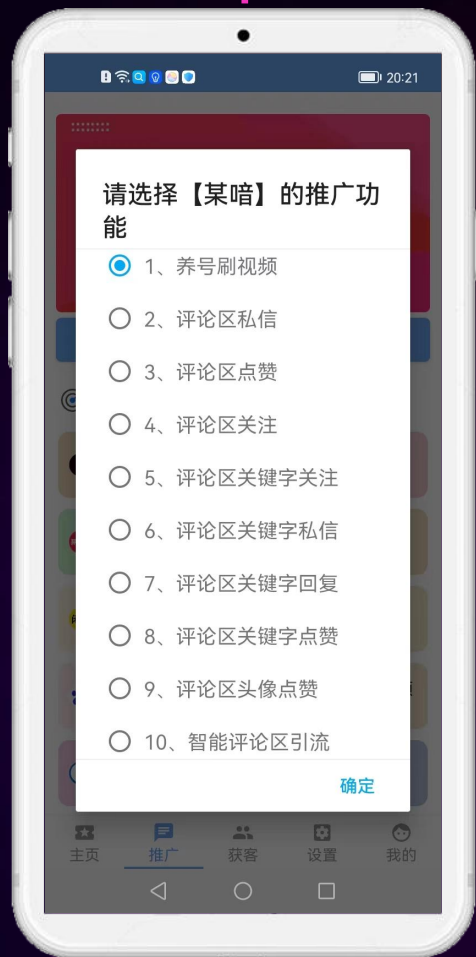 20:21
请选择【某喑】的推广功
能
1、养号刷视频
2、评论区私信
3、评论区点赞
4、评论区关注
5、评论区关键字关注
6、评论区关键字私信
7、评论区关键字回复
8、评论区关键字点赞
9、评论区头像点赞
10、智能评论区引流
确定
主页
推广
获客
设置
我的